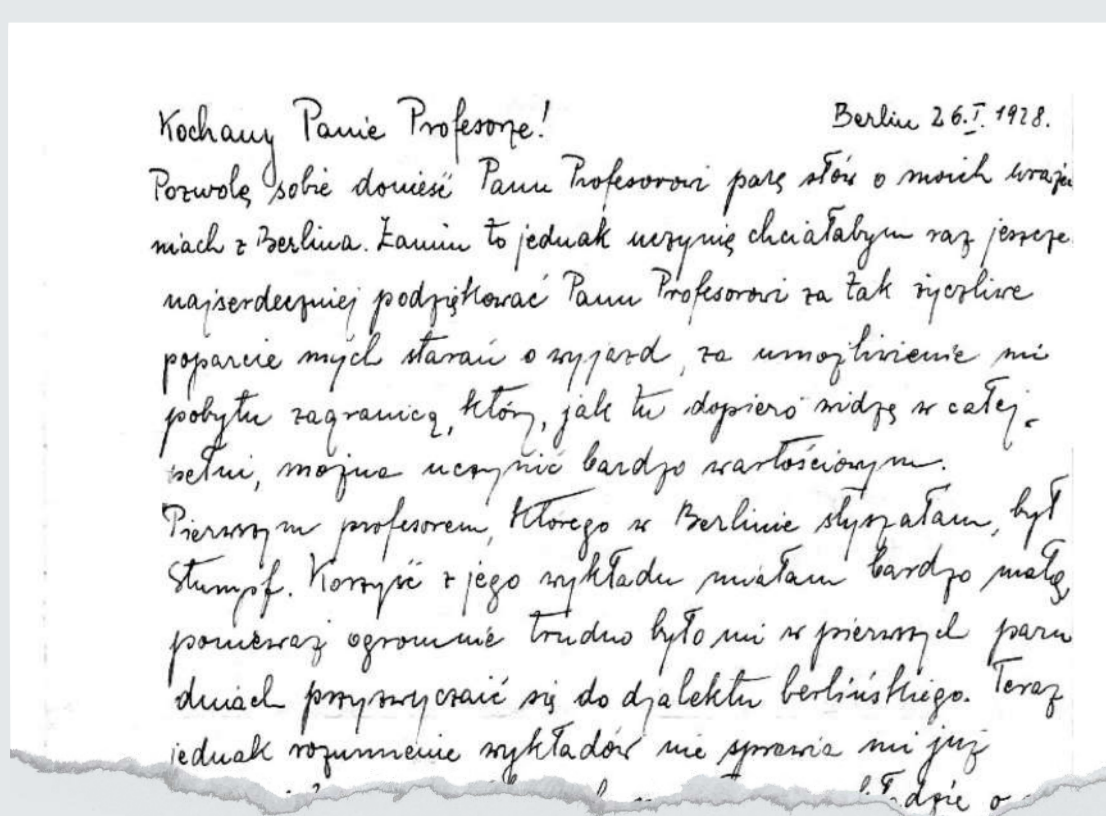 Kochany Panie Profesorze!
Berlin 26.I.1928.
Pozwolę sobie donieść Panu Profesorowi parę słów o moich wraże
niach z Berlina. Zanim to jednak uczynię chciałabym raz jeszcze
najserdeczniej podziękować Panu Profesorowi za tak życzliwe
poparcie mych starań o wyjazd, za umożliwienie mi
pobytu zagranicą, który, jak tu dopiero widzę w całej
pełni, można uczynić bardzo wartościowym.
Pierwszym profesorem, którego w Berlinie słyszałam, był
Stumpf. Korzyść z jego wykładu miałam bardzo małą,
ponieważ ogromnie trudno było mi w pierwszych paru
dniach przyzwyczaić się do djalektu berlińskiego. Teraz
jednak rozumienie wykładów nie sprawia mi już